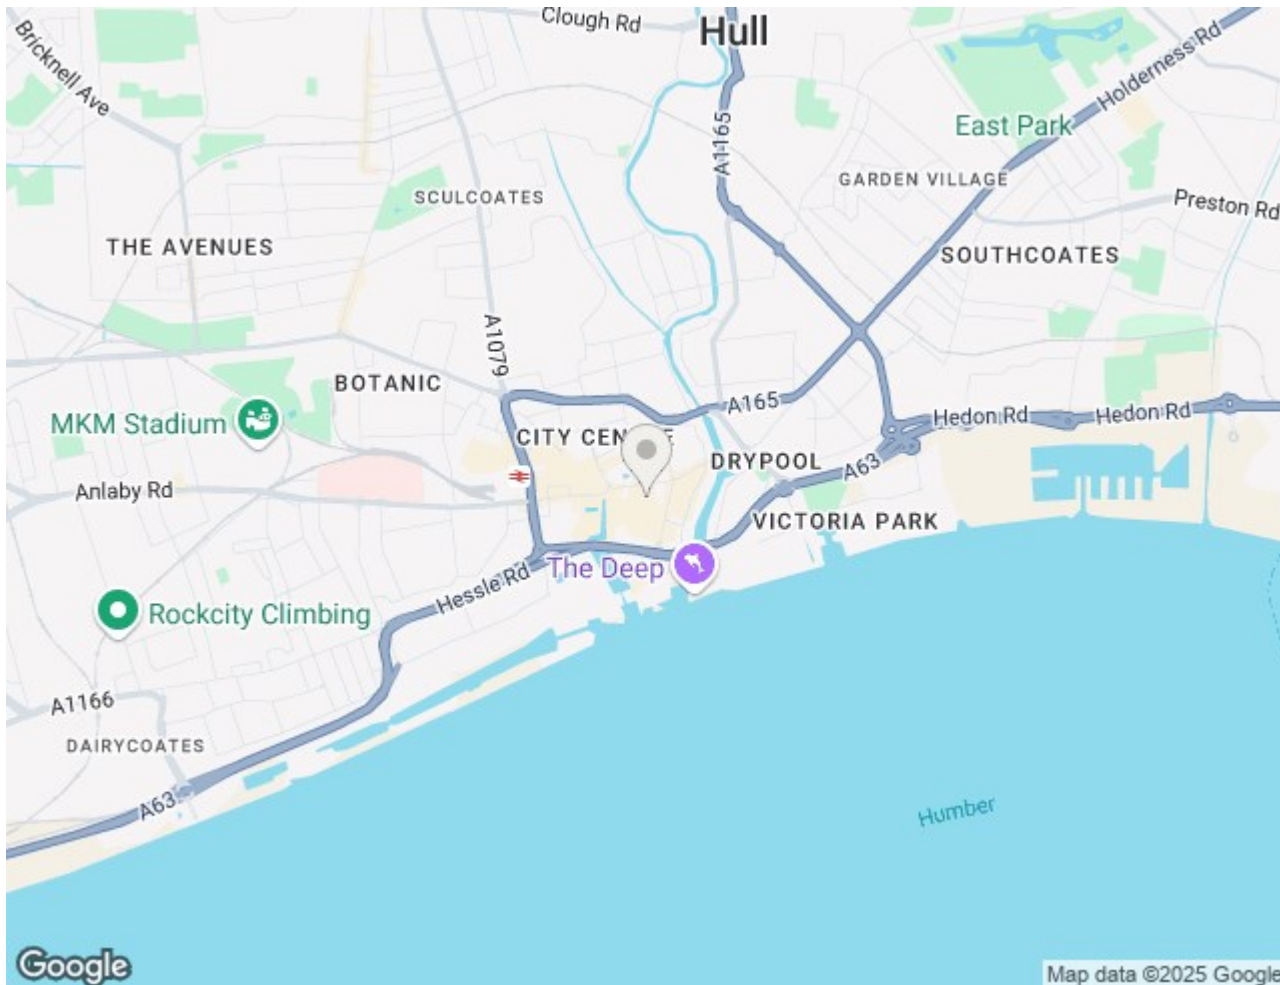 Clough Rd
Hull
Bricknell Ave
Holderness Rd
East Park
A1165
GARDEN VILLAGE
SCULCOATES
Preston Rd
THE AVENUES
SOUTHCOATES
A1079
BOTANIC
A165
MKM Stadium
Hedon Rd
Hedon Rd
CITY CEN
E
DRYPOOL
A63
Anlaby Rd
VICTORIA PARK
The Deep
Hessle Rd
Rockcity Climbing
A1166
DAIRYCOATES
A63
Humber
Google
Map data ©2025 Google